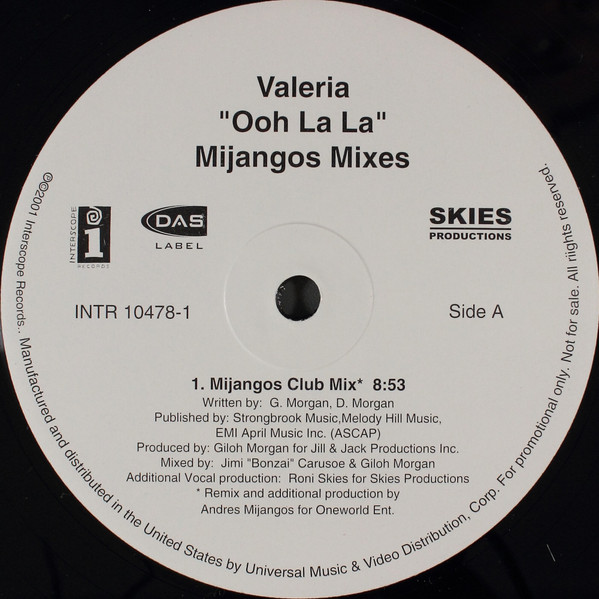 Valeria
"Ooh La La"
Mijangos Mixes
INTERSCOPE
i
RECORDS
DAS
LABEL
SKIES
PRODUCTIONS
INTR 10478-1
Side A
1. Mijangos Club Mix* 8:53
Written by: G. Morgan, D. Morgan
Published by: Strongbrook Music,Melody Hill Music,
EMI April Music Inc. (ASCAP)
Produced by: Giloh Morgan for Jill & Jack Productions Inc.
Mixed by: Jimi "Bonzai" Carusoe & Giloh Morgan
Additional Vocal production: Roni Skies for Skies Productions
* Remix and additional production by
Andres Mijangos for Oneworld Ent.
℗©2001 Interscope Records.. Manufactured and distributed in the United States by Universal Music & Video Distribution, Corp. For promotional only. Not for sale. All riights reserved.